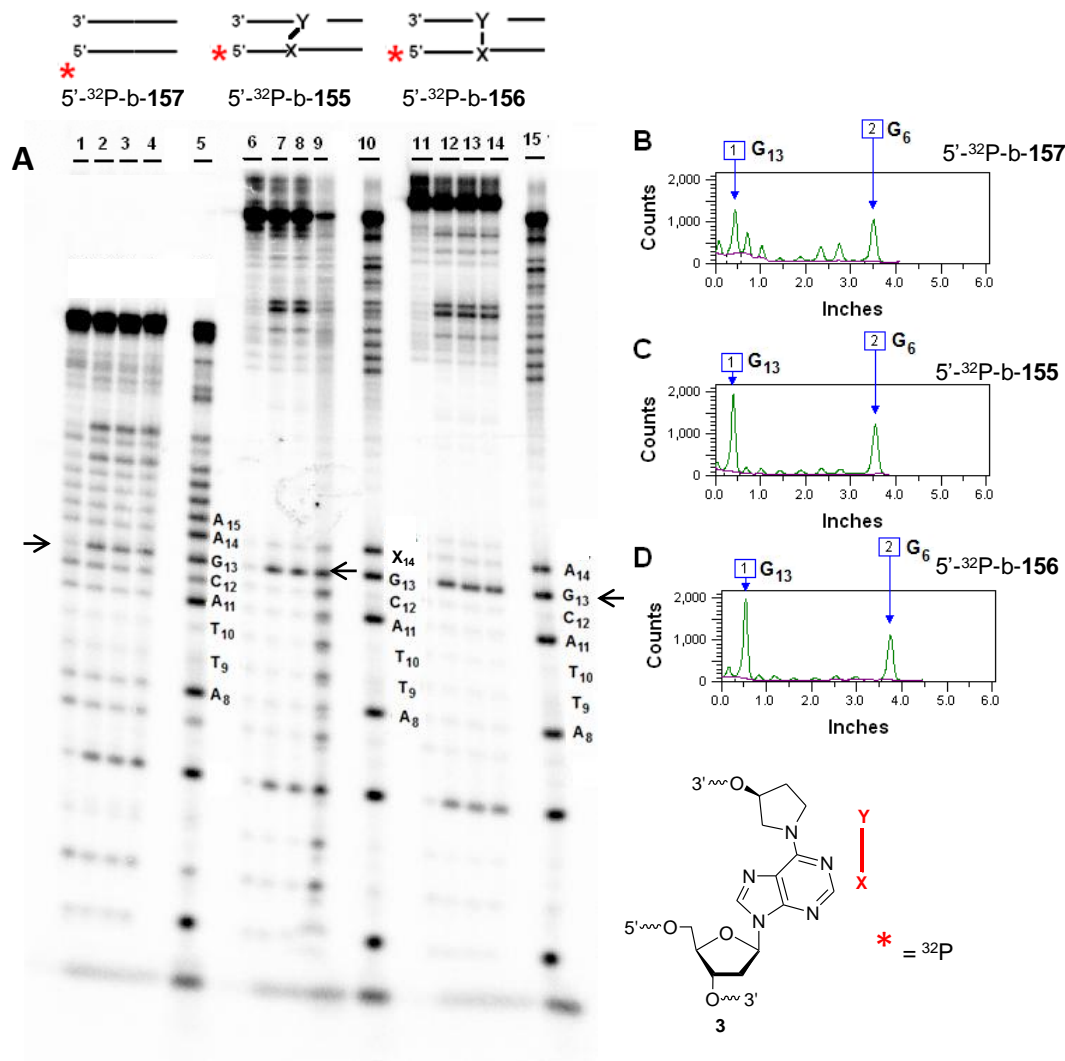 3' 3' Y 3' Y
5' * 5' X * 5' X
*
5'-³²P-b-157 5'-³²P-b-155 5'-³²P-b-156
A
1 2 3 4 5 6 7 8 9 10 11 12 13 14 15
A₁₅
A₁₄
G₁₃
C₁₂
A₁₁
T₁₀
T₉
A₈
X₁₄
G₁₃
C₁₂
A₁₁
T₁₀
T₉
A₈
A₁₄
G₁₃
C₁₂
A₁₁
T₁₀
T₉
A₈
B 1 G₁₃ 2 G₆ 5'-³²P-b-157
Counts
2,000
1,000
0
0.0 1.0 2.0 3.0 4.0 5.0 6.0
Inches
C 1 G₁₃ 2 G₆ 5'-³²P-b-155
Counts
2,000
1,000
0
0.0 1.0 2.0 3.0 4.0 5.0 6.0
Inches
D 1 G₁₃ 2 G₆ 5'-³²P-b-156
Counts
2,000
1,000
0
0.0 1.0 2.0 3.0 4.0 5.0 6.0
Inches
3' O
N
N N
N N
5' O O
O 3'
3
Y
X
* = ³²P